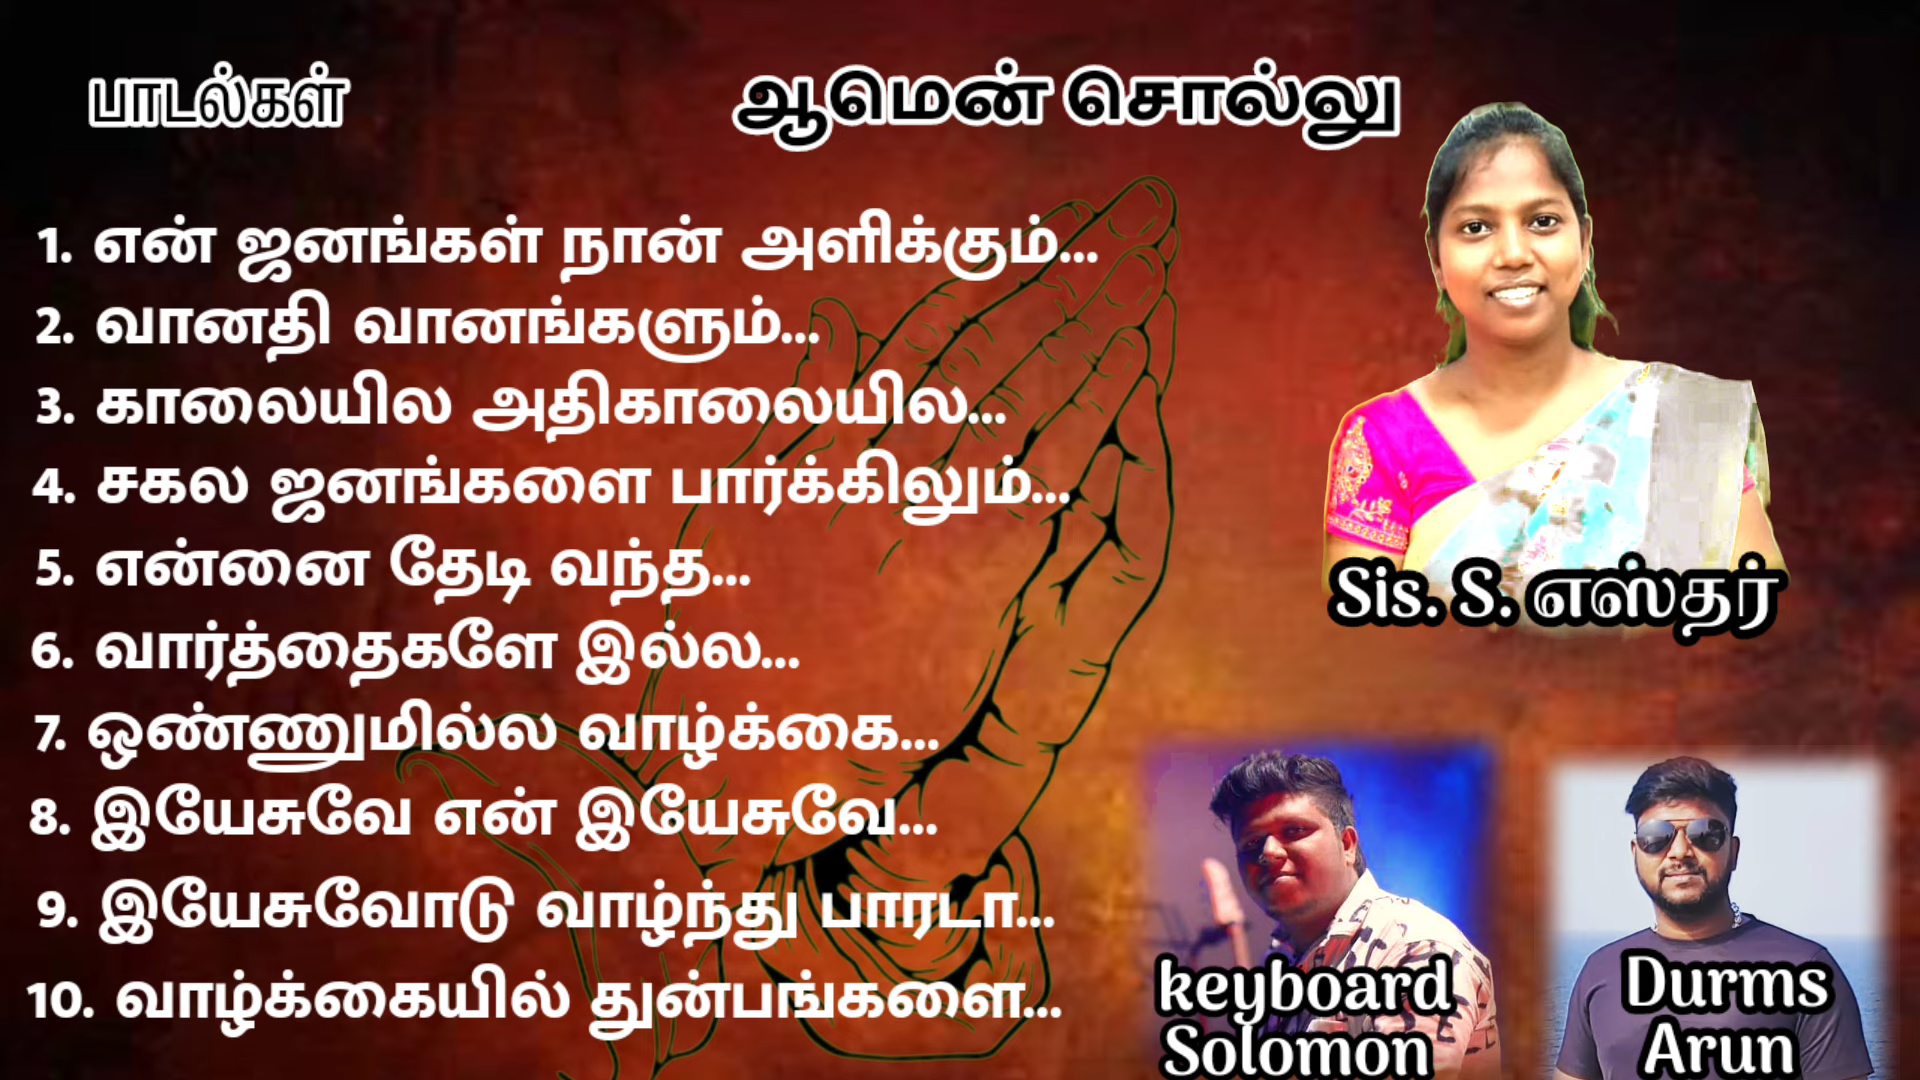 பாடல்கள்
ஆமென் சொல்லு
1. என் ஜனங்கள் நான் அளிக்கும்...
2. வானதி வானங்களும்...
3. காலையில அதிகாலையில...
4. சகல ஜனங்களை பார்க்கிலும்...
5. என்னை தேடி வந்த...
6. வார்த்தைகளே இல்ல...
7. ஒண்ணுமில்ல வாழ்க்கை...
8. இயேசுவே என் இயேசுவே...
9. இயேசுவோடு வாழ்ந்து பாரடா...
10. வாழ்க்கையில் துன்பங்களை...
Sis. S. எஸ்தர்
keyboard
Solomon
Durms
Arun